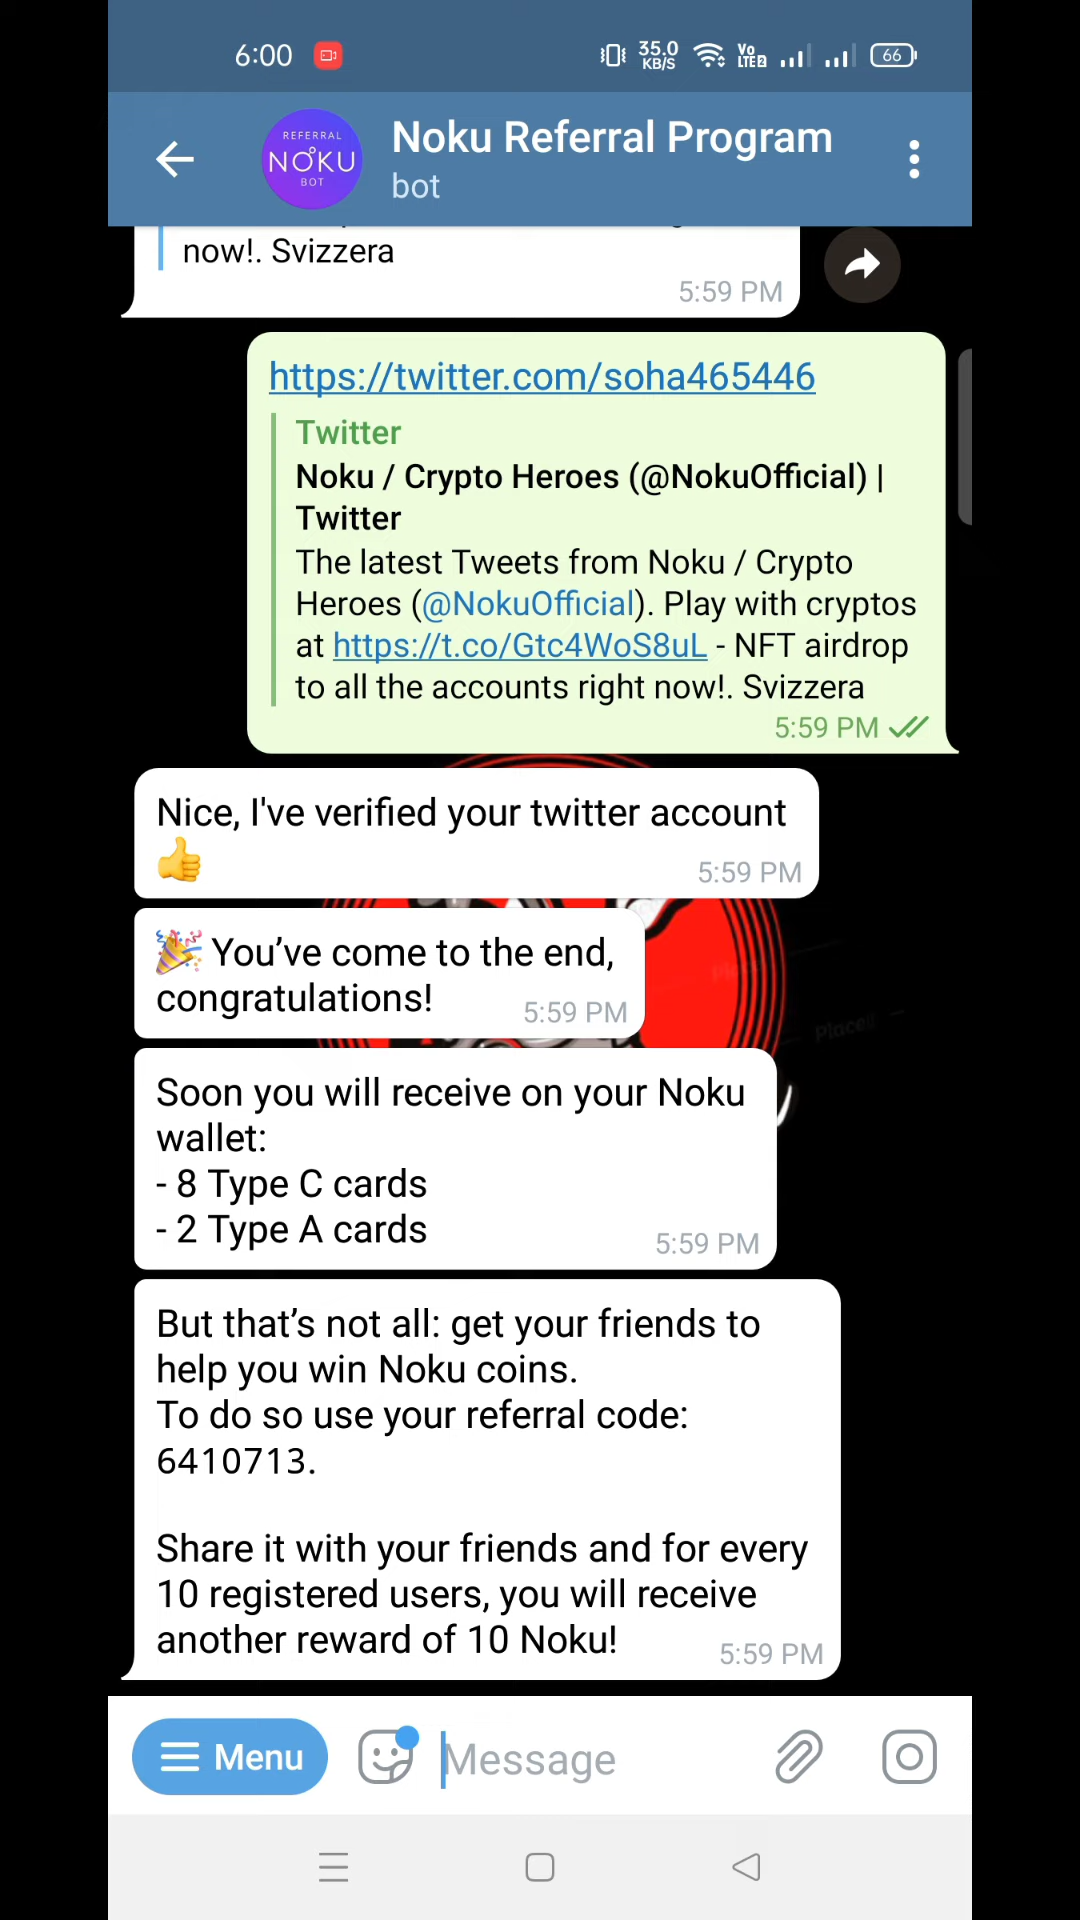 6:00
35.0
KB/S
Vo
LTE2
66
REFERRAL
NOKU
BOT
Noku Referral Program
bot
now!. Svizzera
5:59 PM
https://twitter.com/soha465446
Twitter
Noku / Crypto Heroes (@NokuOfficial) |
Twitter
The latest Tweets from Noku / Crypto
Heroes (@NokuOfficial). Play with cryptos
at https://t.co/Gtc4WoS8uL - NFT airdrop
to all the accounts right now!. Svizzera
5:59 PM
Nice, I've verified your twitter account
👍
5:59 PM
🎉 You’ve come to the end,
congratulations!
5:59 PM
Soon you will receive on your Noku
wallet:
- 8 Type C cards
- 2 Type A cards
5:59 PM
But that’s not all: get your friends to
help you win Noku coins.
To do so use your referral code:
6410713.
Share it with your friends and for every
10 registered users, you will receive
another reward of 10 Noku!
5:59 PM
Menu
Message